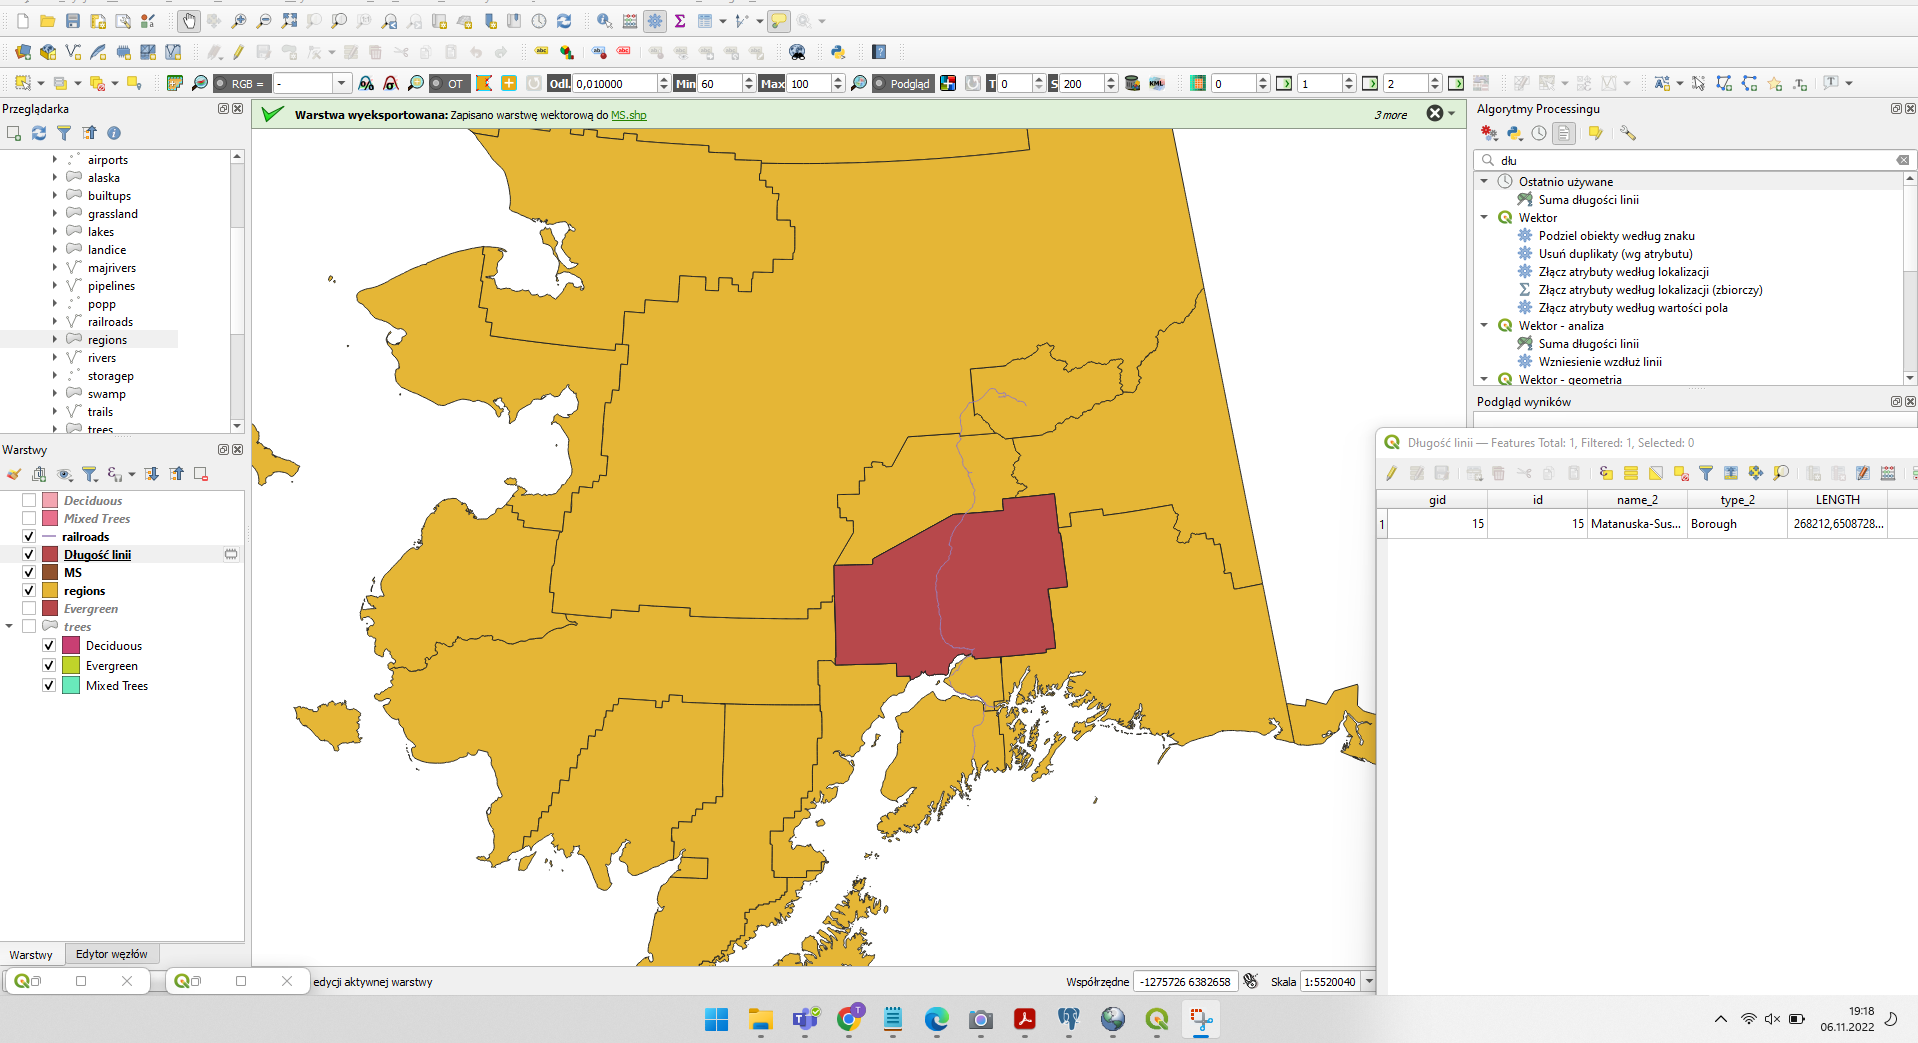 RGB =
-
OT
Odl.
0,010000
Min
60
Max
100
Podgląd
T
0
S
200
KML
0
1
2
Przeglądarka
airports
alaska
builtups
grassland
lakes
landice
majrivers
pipelines
popp
railroads
regions
rivers
storagep
swamp
trails
trees
Warstwy
Deciduous
Mixed Trees
railroads
Długość linii
MS
regions
Evergreen
trees
Deciduous
Evergreen
Mixed Trees
Warstwy
Edytor węzłów
Warstwa wyeksportowana: Zapisano warstwę wektorową do MS.shp
3 more
Algorytmy Processingu
dłu
Ostatnio używane
Suma długości linii
Wektor
Podziel obiekty według znaku
Usuń duplikaty (wg atrybutu)
Złącz atrybuty według lokalizacji
Złącz atrybuty według lokalizacji (zbiorczy)
Złącz atrybuty według wartości pola
Wektor - analiza
Suma długości linii
Wzniesienie wzdłuż linii
Wektor - geometria
Podgląd wyników
Długość linii — Features Total: 1, Filtered: 1, Selected: 0
gid id name_2 type_2 LENGTH
1 15 15 Matanuska-Sus... Borough 268212,6508728...
edycji aktywnej warstwy
Współrzędne
-1275726 6382658
Skala
1:5520040
19:18
06.11.2022